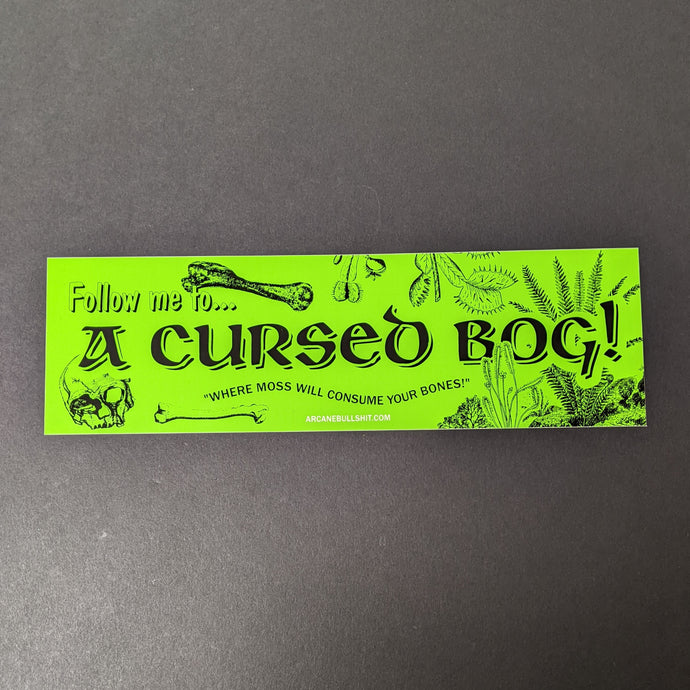 Follow me to...
A CURSED BOG!
"WHERE MOSS WILL CONSUME YOUR BONES!"
ARCANEBULLSHIT.COM